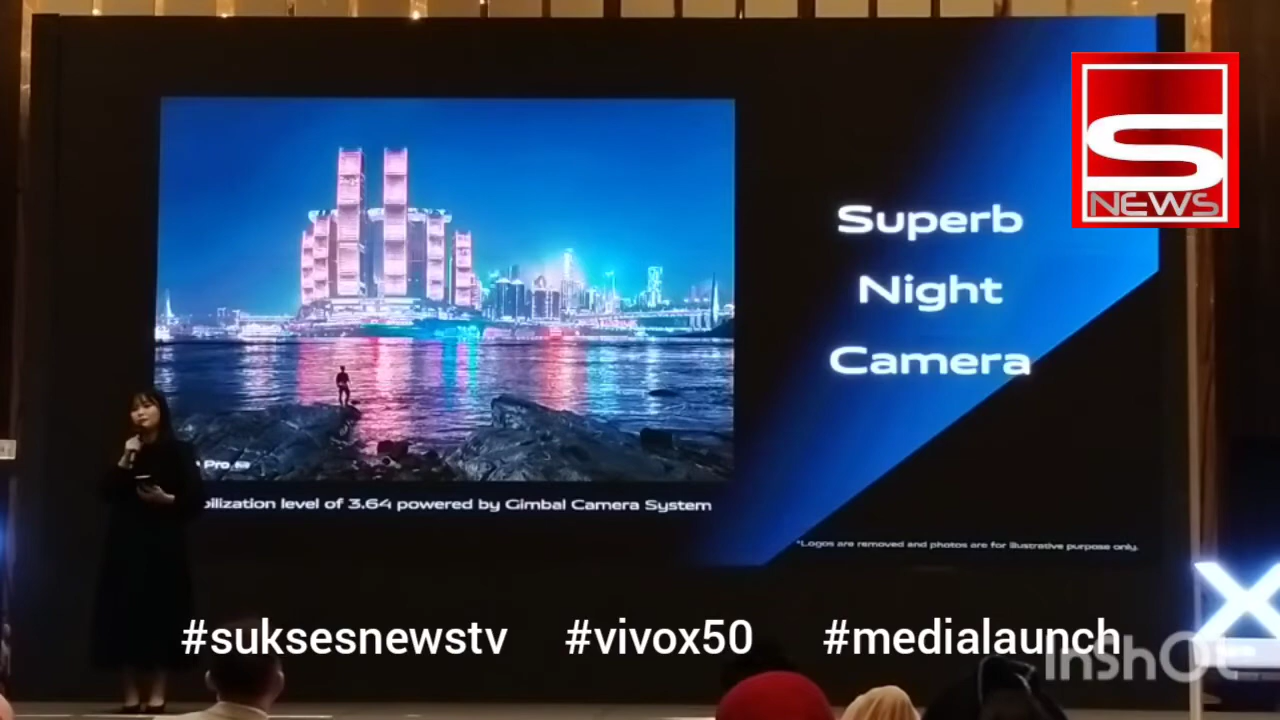 S
NEWS
Superb
Night
Camera
Pro 5G
bilization level of 3.64 powered by Gimbal Camera System
*Logos are removed and photos are for illustrative purpose only.
X
#suksesnewstv #vivox50 #medialaunch
InShOt